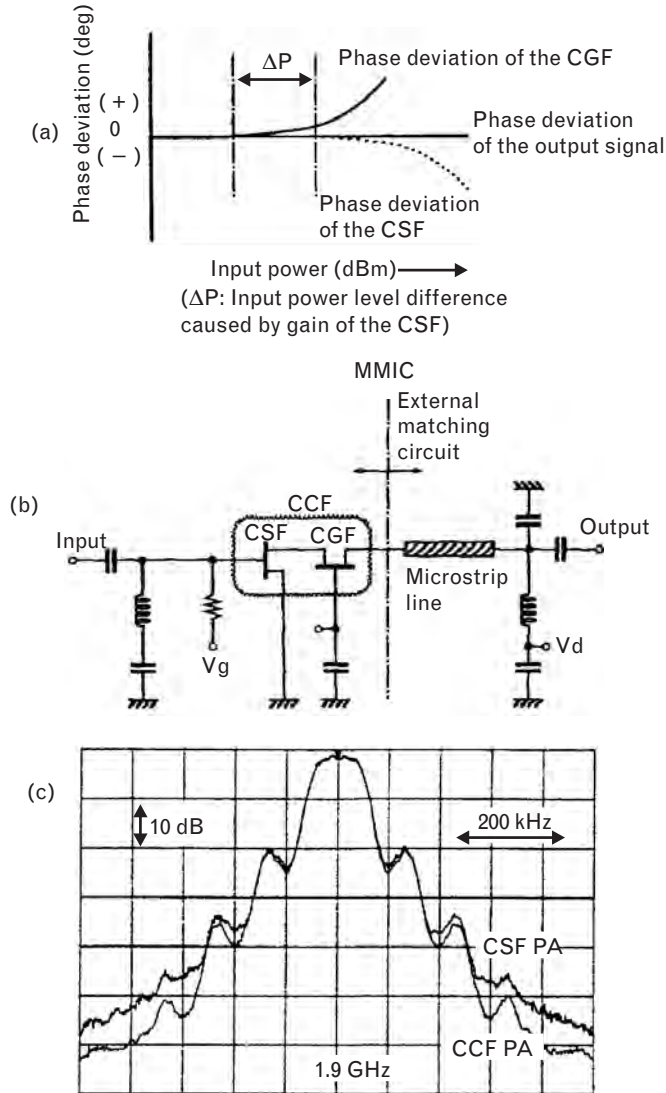 (a)
Phase deviation (deg)
(+)
0
(−)
ΔP
Phase deviation of the CGF
Phase deviation
of the output signal
Phase deviation
of the CSF
Input power (dBm)
(ΔP: Input power level difference
caused by gain of the CSF)
(b)
MMIC
External
matching
circuit
CCF
CSF
CGF
Input
Output
Microstrip
line
Vg
Vd
(c)
10 dB
200 kHz
CSF PA
CCF PA
1.9 GHz